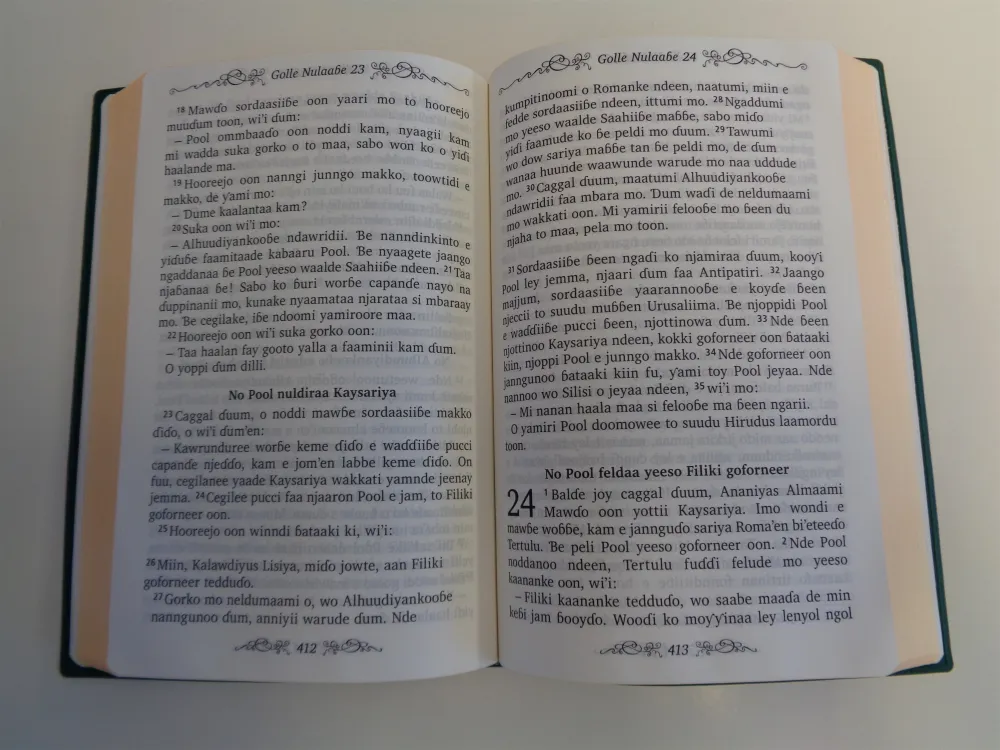 Golle Nulaaɓe 23
18 Mawɗo sordaasiiɓe oon yaari mo to hooreejo
muuɗum toon, wi'i ɗum:
– Pool ommbaaɗo oon noddi kam, nyaagii kam
mi wadda suka gorko o to maa, sabo won ko o yiɗi
haalande ma.
19 Hooreejo oon nanngi junngo makko, toowtidi e
makko, de ƴami mo:
– Ɗume kaalantaa kam?
20 Suka oon wi'i mo:
– Alhuudiyankooɓe ndawridii. Ɓe nanndinkinto e
yiɗuɓe faamitaade kabaaru Pool. Ɓe nyaagete jaango
ngaddanaa ɓe Pool yeeso waalde Saahiiɓe ndeen. 21 Taa
njaɓanaa ɓe! Sabo ko ɓuri worɓe capanɗe nayo na
ɗuppinanii mo, kunake nyaamataa njarataa si mbaraay
mo. Ɓe cegilake, iɓe ndoomi yamiroore maa.
22 Hooreejo oon wi'i suka gorko oon:
– Taa haalan fay gooto yalla a faaminii kam ɗum.
O yoppi ɗum dilli.
No Pool nuldiraa Kaysariya
23 Caggal ɗuum, o noddi mawɓe sordaasiiɓe makko
ɗiɗo, o wi'i ɗum'en:
– Kawrunduree worɓe keme ɗiɗo e waɗɗiiɓe pucci
capanɗe njeɗɗo, kam e jom'en labbe keme ɗiɗo. On
fuu, cegilanee yaade Kaysariya wakkati yamnde jeenay
jemma. 24 Cegilee pucci faa njaaron Pool e jam, to Filiki
goforneer oon.
25 Hooreejo oon winndi ɓataaki ki, wi'i:
26 Miin, Kalawdiyus Lisiya, miɗo jowte, aan Filiki
goforneer tedduɗo.
27 Gorko mo neldumaami o, wo Alhuudiyankooɓe
nanngunoo ɗum, anniyii warude ɗum. Nde
412
Golle Nulaaɓe 24
kumpitinoomi o Romanke ndeen, naatumi, miin e
fedde sordaasiiɓe ndeen, ittumi mo. 28 Ngaddumi
mo yeeso waalde Saahiiɓe maɓɓe, sabo miɗo
yiɗi faamude ko ɓe peldi mo ɗuum. 29 Tawumi
wo dow sariya maɓɓe tan ɓe peldi mo, de ɗum
wanaa huunde waawunde warude mo naa uddude
mo. 30 Caggal ɗuum, maatumi Alhuudiyankooɓe
ndawridii faa mbara mo. Ɗum waɗi de neldumaami
mo wakkati oon. Mi yamirii felooɓe mo ɓeen du
njaha to maa, pela mo toon.
31 Sordaasiiɓe ɓeen ngaɗi ko njamiraa ɗuum, kooƴi
Pool ley jemma, njaari ɗum faa Antipatiri. 32 Jaango
majjum, sordaasiiɓe yaarannooɓe e koyɗe ɓeen
njeccii to suudu muɓɓen Urusaliima. Ɓe njoppidi Pool
e waɗɗiiɓe pucci ɓeen, njottinowa ɗum. 33 Nde ɓeen
njottinoo Kaysariya ndeen, kokki goforneer oon ɓataaki
kiin, njoppi Pool e junngo makko. 34 Nde goforneer oon
janngunoo ɓataaki kiin fu, ƴami toy Pool jeyaa. Nde
nannoo wo Silisi o jeyaa ndeen, 35 wi'i mo:
– Mi nanan haala maa si felooɓe ma ɓeen ngarii.
O yamiri Pool doomowee to suudu Hirudus laamordu
toon.
No Pool feldaa yeeso Filiki goforneer
24 1 Balɗe joy caggal ɗuum, Ananiyas Almaami
Mawɗo oon yottii Kaysariya. Imo wondi e
mawɓe woɓɓe, kam e jannguɗo sariya Roma'en bi'eteeɗo
Tertulu. Ɓe peli Pool yeeso goforneer oon. 2 Nde Pool
noddanoo ndeen, Tertulu fuɗɗi felude mo yeeso
kaananke oon, wi'i:
– Filiki kaananke tedduɗo, wo saabe maaɗa de min
keɓi jam ɓooyɗo. Wooɗi ko moƴƴinaa ley lenyol ngol
413